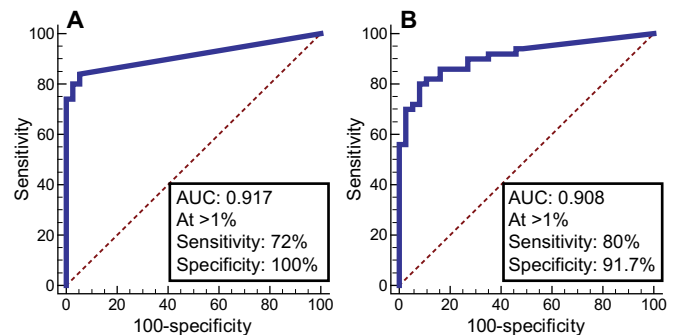 A
Sensitivity
100
80
60
40
20
0
AUC: 0.917
At >1%
Sensitivity: 72%
Specificity: 100%
0 20 40 60 80 100
100-specificity
B
Sensitivity
100
80
60
40
20
0
AUC: 0.908
At >1%
Sensitivity: 80%
Specificity: 91.7%
0 20 40 60 80 100
100-specificity